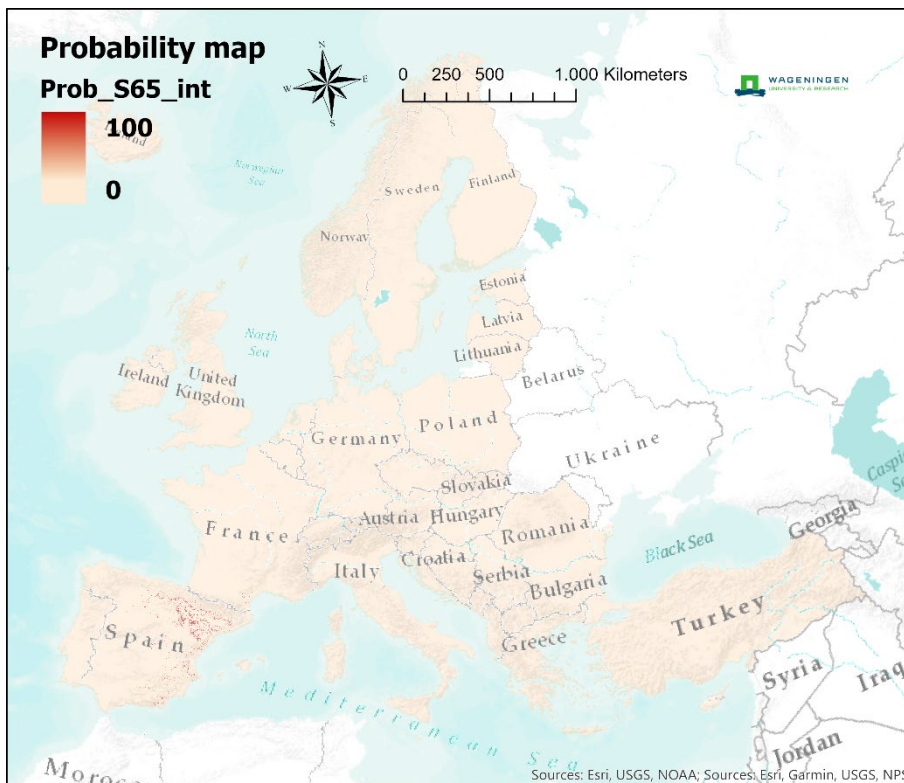 Probability map
Prob_S65_int
100
0
N
W
E
S
0 250 500 1.000 Kilometers
WAGENINGEN
UNIVERSITY & RESEARCH
Norwegian
Sea
Sweden
Finland
Norway
Estonia
Latvia
Lithuania
North
Sea
Ireland
United
Kingdom
Belarus
Germany
Poland
Ukraine
Slovakia
Caspi
Se
Austria
Hungary
France
Romania
Georgia
Croatia
Black Sea
Italy
Serbia
Bulgaria
Spain
Turkey
Greece
Syria
Iraq
Mediterranean Sea
Jordan
Moroc
Sources: Esri, USGS, NOAA; Sources: Esri, Garmin, USGS, NPS